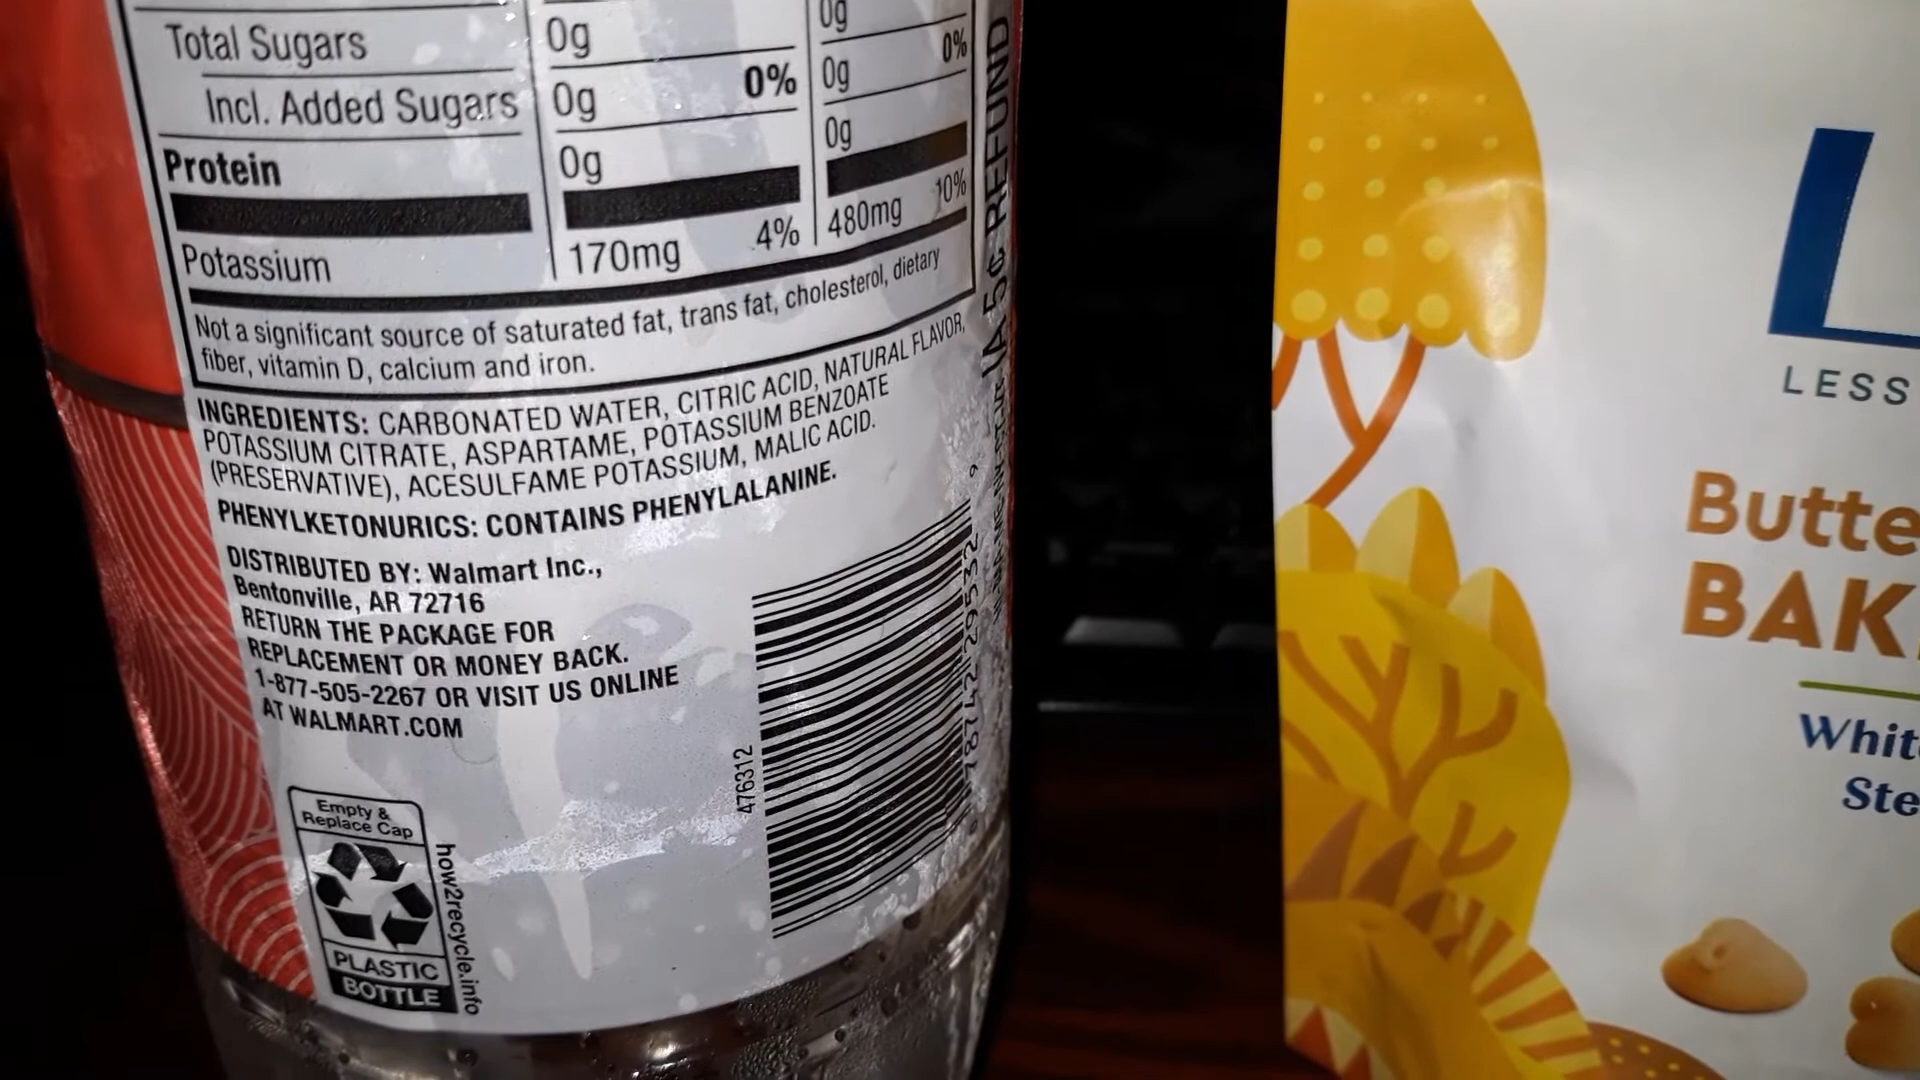 Total Sugars 0g 0g
Incl. Added Sugars 0g 0% 0g 0%
Protein 0g 0g
Potassium 170mg 4% 480mg 10%
Not a significant source of saturated fat, trans fat, cholesterol, dietary
fiber, vitamin D, calcium and iron.
INGREDIENTS: CARBONATED WATER, CITRIC ACID, NATURAL FLAVOR,
POTASSIUM CITRATE, ASPARTAME, POTASSIUM BENZOATE
(PRESERVATIVE), ACESULFAME POTASSIUM, MALIC ACID.
PHENYLKETONURICS: CONTAINS PHENYLALANINE.
DISTRIBUTED BY: Walmart Inc.,
Bentonville, AR 72716
RETURN THE PACKAGE FOR
REPLACEMENT OR MONEY BACK.
1-877-505-2267 OR VISIT US ONLINE
AT WALMART.COM
476312
78742 29532 9
5¢ REFUND
Empty &
Replace Cap
how2recycle.info
PLASTIC
BOTTLE
L
LESS
Butte
BAK
Whit
Ste